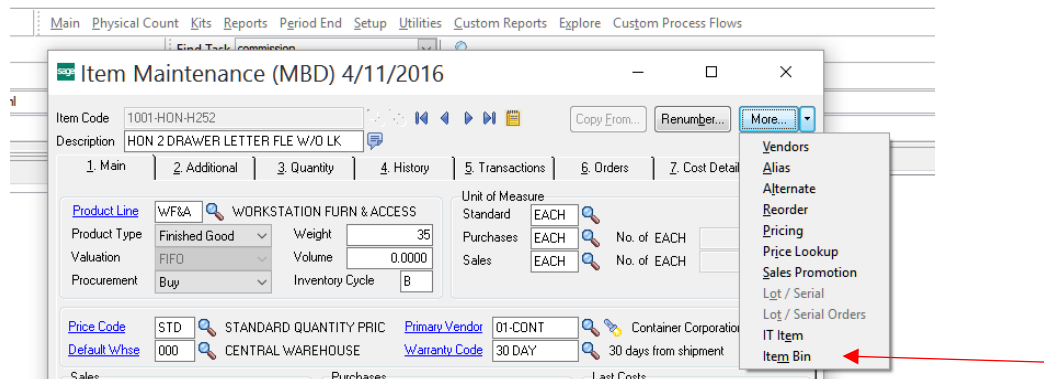 Main Physical Count Kits Reports Period End Setup Utilities Custom Reports Explore Custom Process Flows
Find Task commission
sage Item Maintenance (MBD) 4/11/2016
Item Code 1001-HON-H252 Copy From... Renumber... More...
Description HON 2 DRAWER LETTER FLE W/O LK
1. Main 2. Additional 3. Quantity 4. History 5. Transactions 6. Orders 7. Cost Detail
Vendors
Alias
Alternate
Reorder
Pricing
Price Lookup
Sales Promotion
Lot / Serial
Lot / Serial Orders
IT Item
Item Bin
Unit of Measure
Product Line WF&A WORKSTATION FURN & ACCESS Standard EACH
Product Type Finished Good Weight 35 Purchases EACH No. of EACH
Valuation FIFO Volume 0.0000 Sales EACH No. of EACH
Procurement Buy Inventory Cycle B
Price Code STD STANDARD QUANTITY PRIC Primary Vendor 01-CONT Container Corporation
Default Whse 000 CENTRAL WAREHOUSE Warranty Code 30 DAY 30 days from shipment
Sales Purchases Last Costs